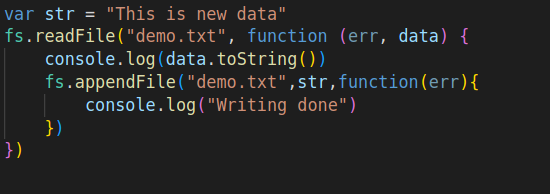 var str = "This is new data"
fs.readFile("demo.txt", function (err, data) {
    console.log(data.toString())
    fs.appendFile("demo.txt",str,function(err){
        console.log("Writing done")
    })
})